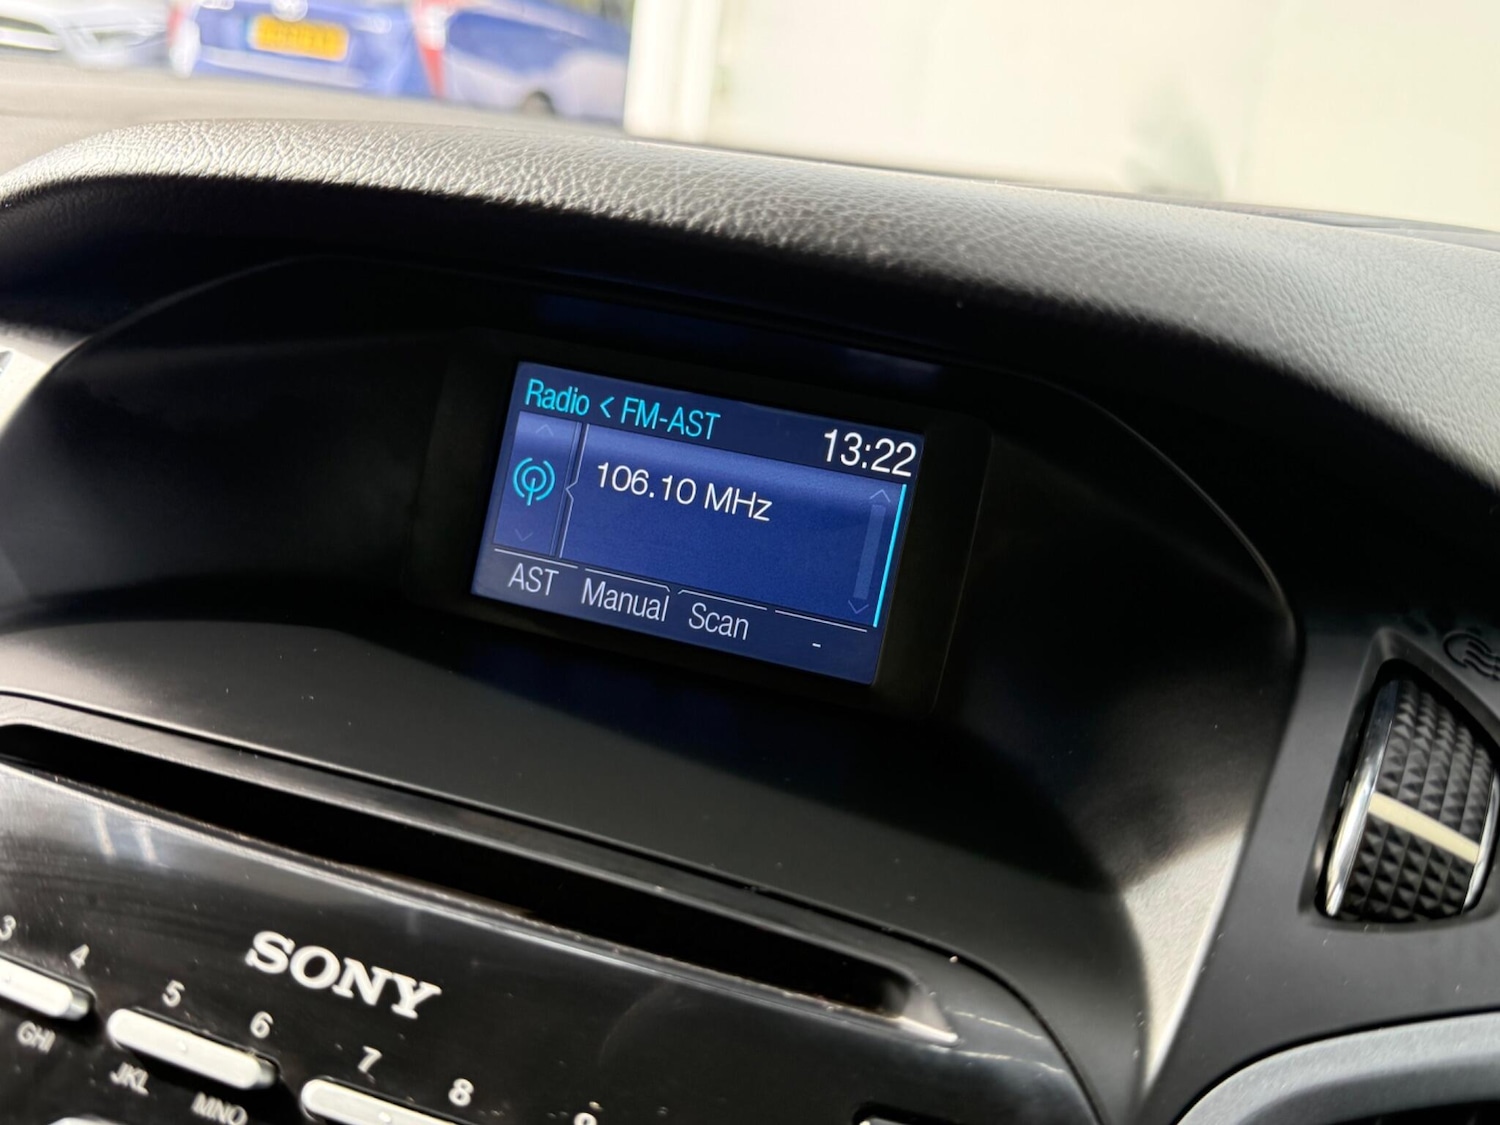 Radio < FM-AST
13:22
106.10 MHz
AST Manual Scan -
SONY
3 4 5 6 7 8
GHI JKL MNO